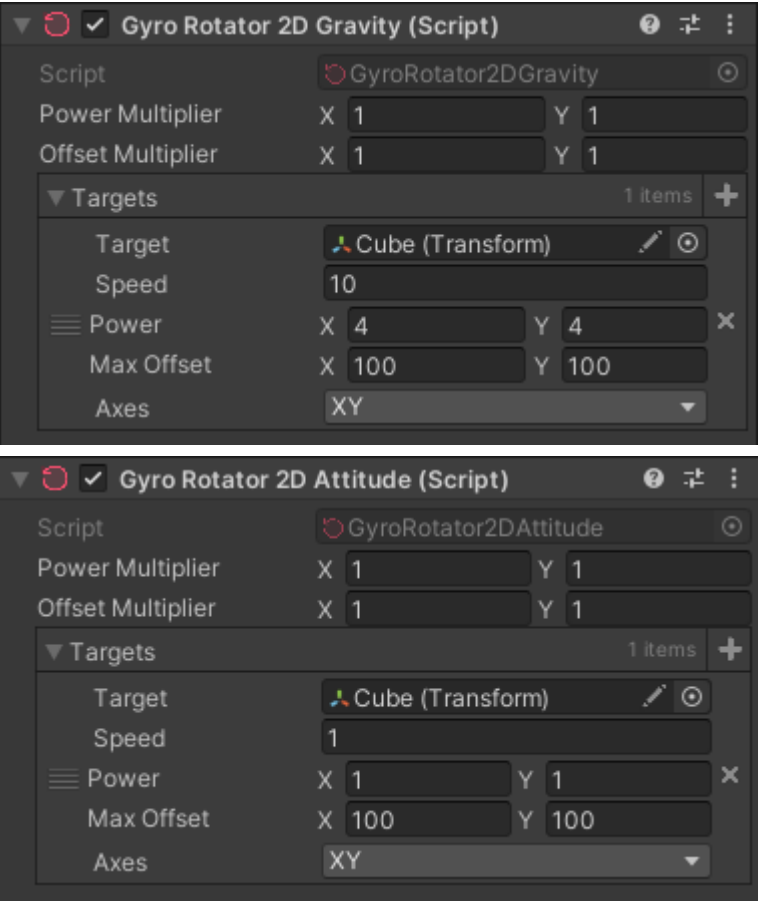 Gyro Rotator 2D Gravity (Script)
Script GyroRotator2DGravity
Power Multiplier X 1 Y 1
Offset Multiplier X 1 Y 1
Targets 1 items
Target Cube (Transform)
Speed 10
Power X 4 Y 4
Max Offset X 100 Y 100
Axes XY
Gyro Rotator 2D Attitude (Script)
Script GyroRotator2DAttitude
Power Multiplier X 1 Y 1
Offset Multiplier X 1 Y 1
Targets 1 items
Target Cube (Transform)
Speed 1
Power X 1 Y 1
Max Offset X 100 Y 100
Axes XY